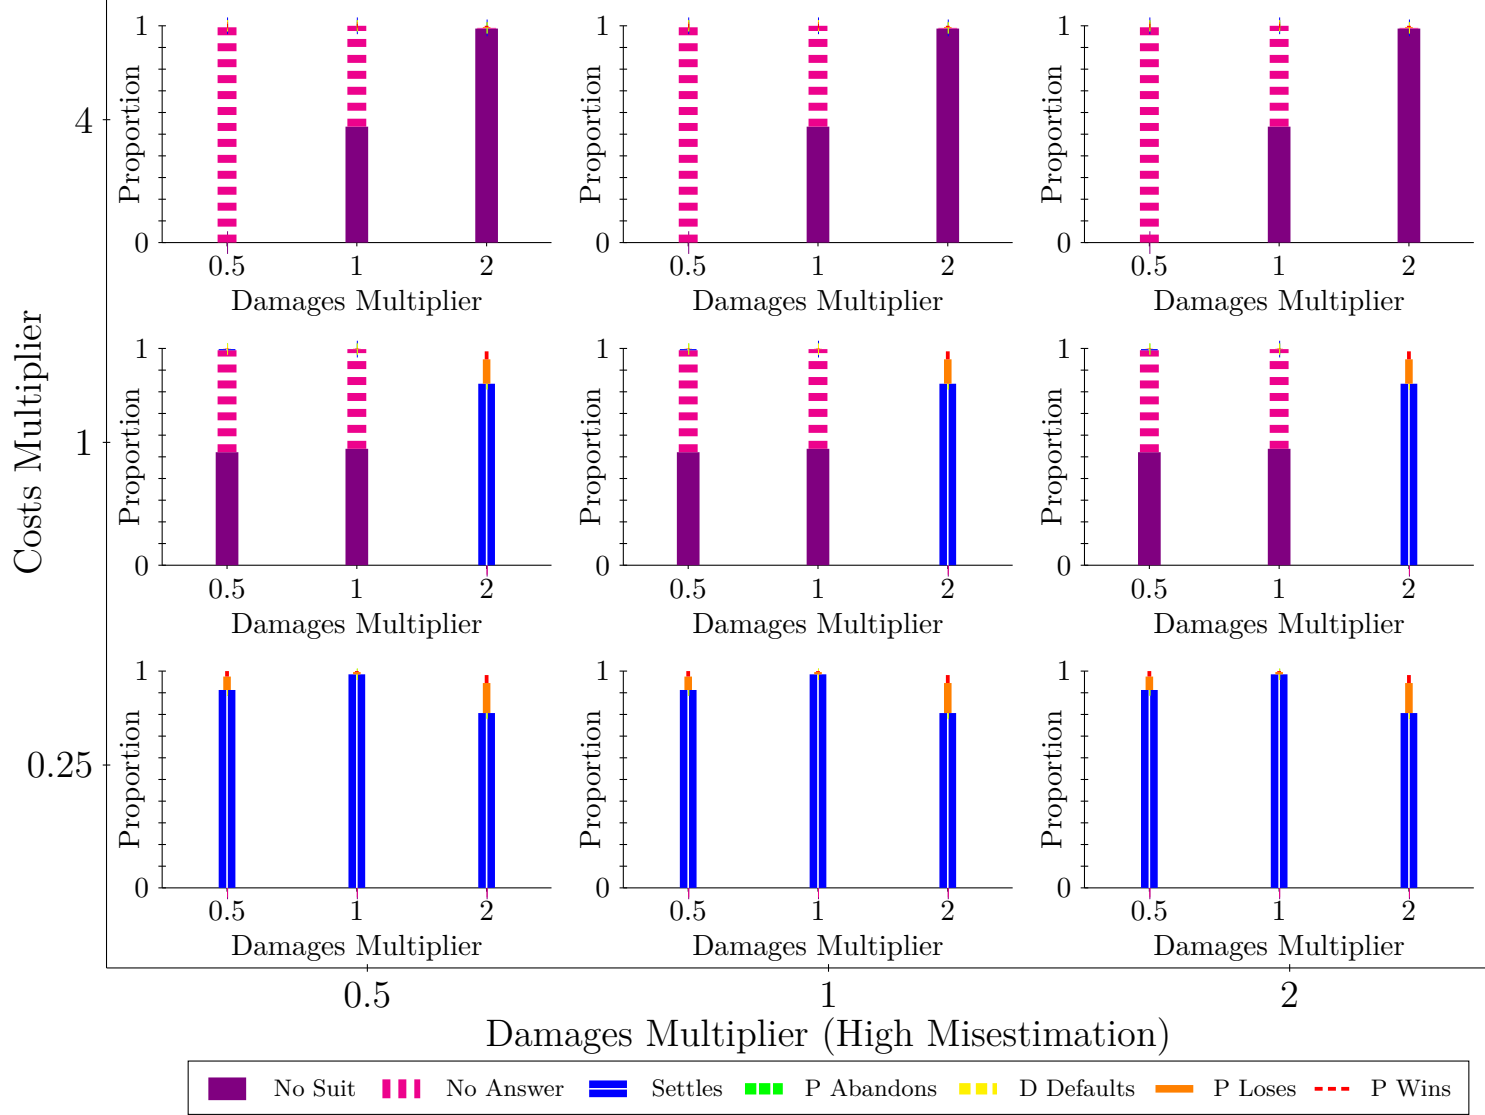 Costs Multiplier
4
1
0.25
Proportion
1
0
0.5 1 2
Damages Multiplier
Proportion
1
0
0.5 1 2
Damages Multiplier
Proportion
1
0
0.5 1 2
Damages Multiplier
Proportion
1
0
0.5 1 2
Damages Multiplier
Proportion
1
0
0.5 1 2
Damages Multiplier
Proportion
1
0
0.5 1 2
Damages Multiplier
Proportion
1
0
0.5 1 2
Damages Multiplier
Proportion
1
0
0.5 1 2
Damages Multiplier
Proportion
1
0
0.5 1 2
Damages Multiplier
0.5 1 2
Damages Multiplier (High Misestimation)
No Suit No Answer Settles P Abandons D Defaults P Loses P Wins